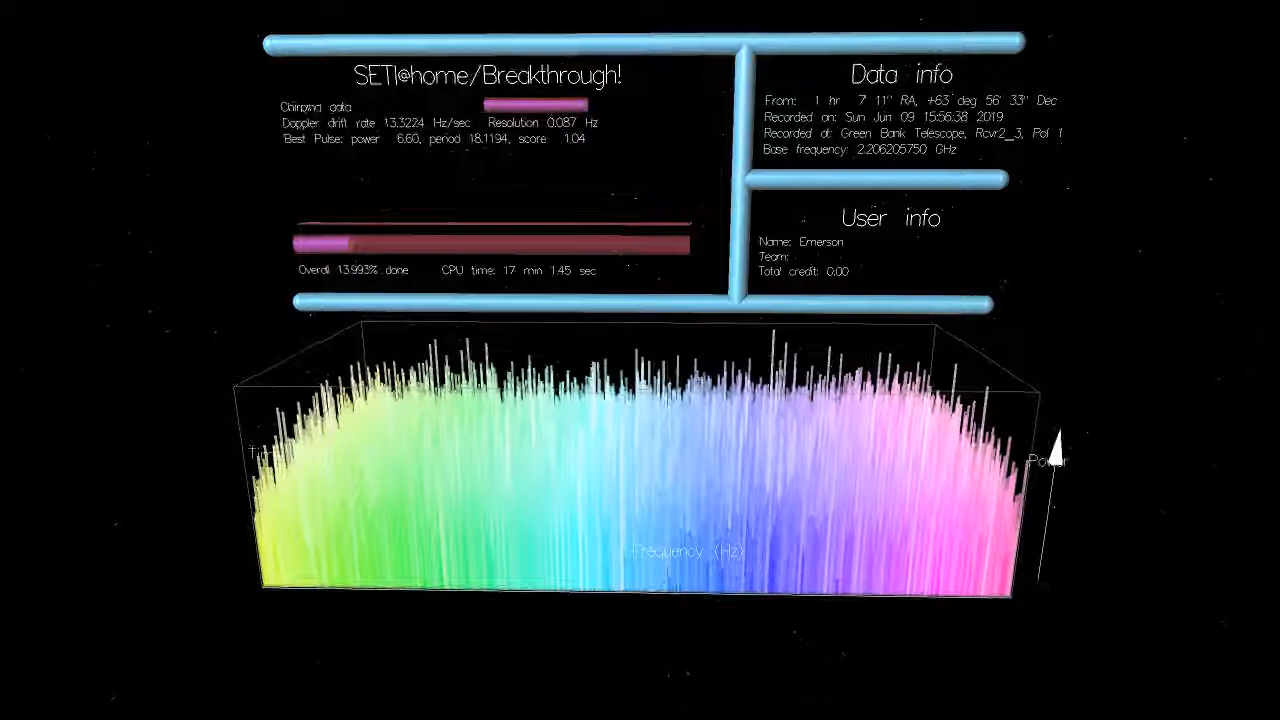 SETI@home/Breakthrough!
Chirping data
Doppler drift rate 13.3224 Hz/sec Resolution 0.087 Hz
Best Pulse: power 6.60, period 18.1194, score 1.04
Overall 13.993% done CPU time: 17 min 1.45 sec
Data info
From: 1 hr 7' 11'' RA, +63 deg 56' 33'' Dec
Recorded on: Sun Jun 09 15:56:38 2019
Recorded at: Green Bank Telescope, Rcvr2_3, Pol 1
Base frequency: 2.206205750 GHz
User info
Name: Emerson
Team:
Total credit: 0.00
Power
Frequency (Hz)